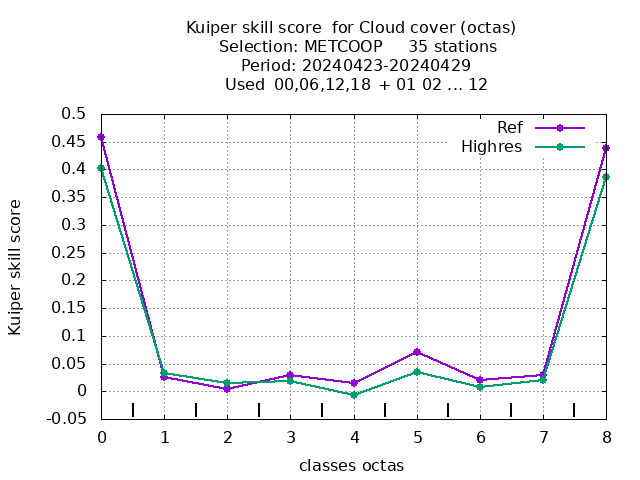 Kuiper skill score  for Cloud cover (octas)
Selection: METCOOP     35 stations
Period: 20240423-20240429
Used  00,06,12,18 + 01 02 ... 12
Ref
Highres
Kuiper skill score
0.5
0.45
0.4
0.35
0.3
0.25
0.2
0.15
0.1
0.05
0
-0.05
0 1 2 3 4 5 6 7 8
classes octas